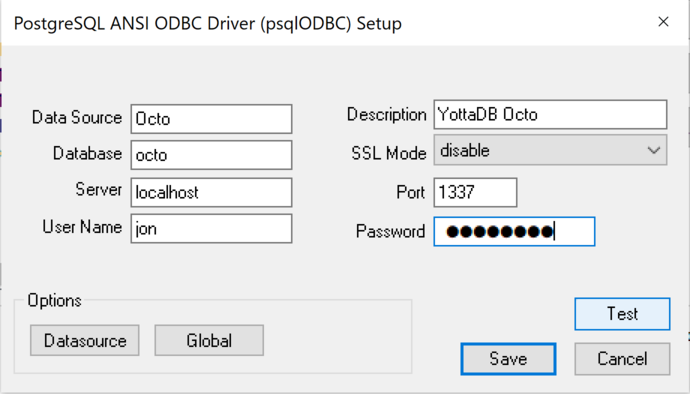 PostgreSQL ANSI ODBC Driver (psqlODBC) Setup
Data Source Octo
Description YottaDB Octo
Database octo
SSL Mode disable
Server localhost
Port 1337
User Name jon
Password ●●●●●●●●
Options
Datasource
Global
Test
Save
Cancel